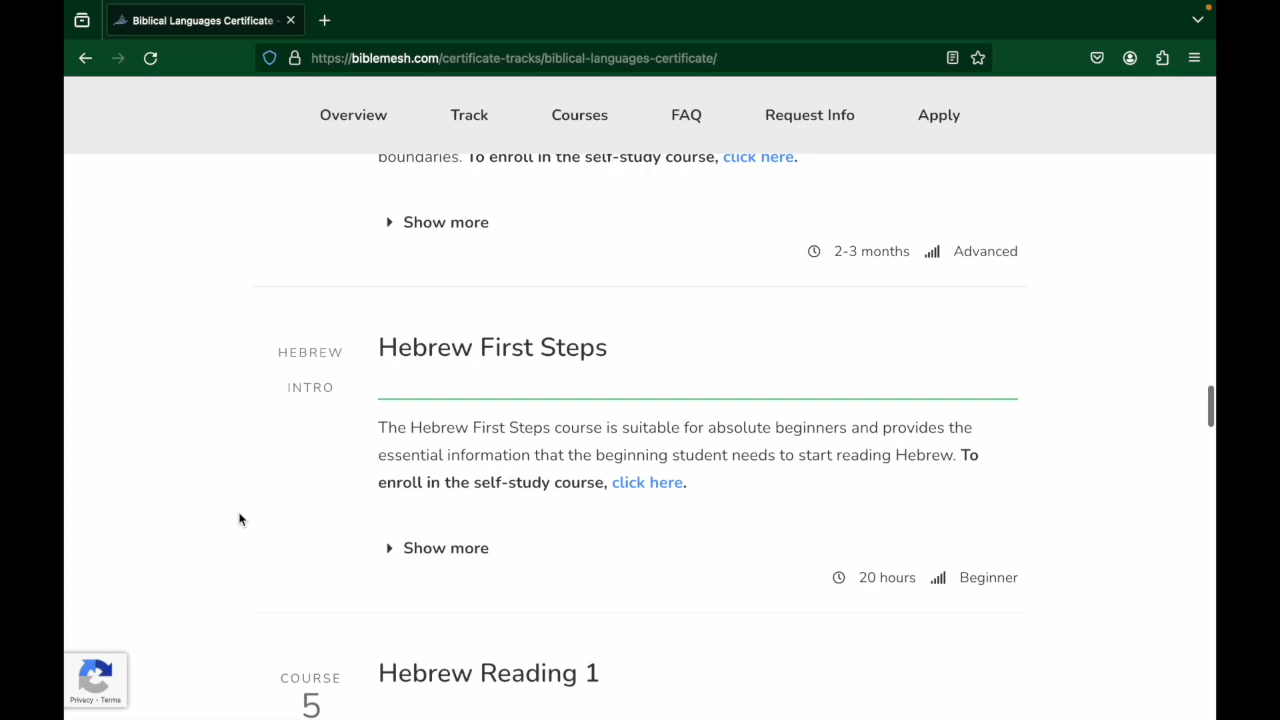 Biblical Languages Certificate -
https://biblemesh.com/certificate-tracks/biblical-languages-certificate/
Overview Track Courses FAQ Request Info Apply
boundaries. To enroll in the self-study course, click here.
Show more
2-3 months Advanced
HEBREW
INTRO
Hebrew First Steps
The Hebrew First Steps course is suitable for absolute beginners and provides the
essential information that the beginning student needs to start reading Hebrew. To
enroll in the self-study course, click here.
Show more
20 hours Beginner
COURSE
5
Hebrew Reading 1
Privacy - Terms